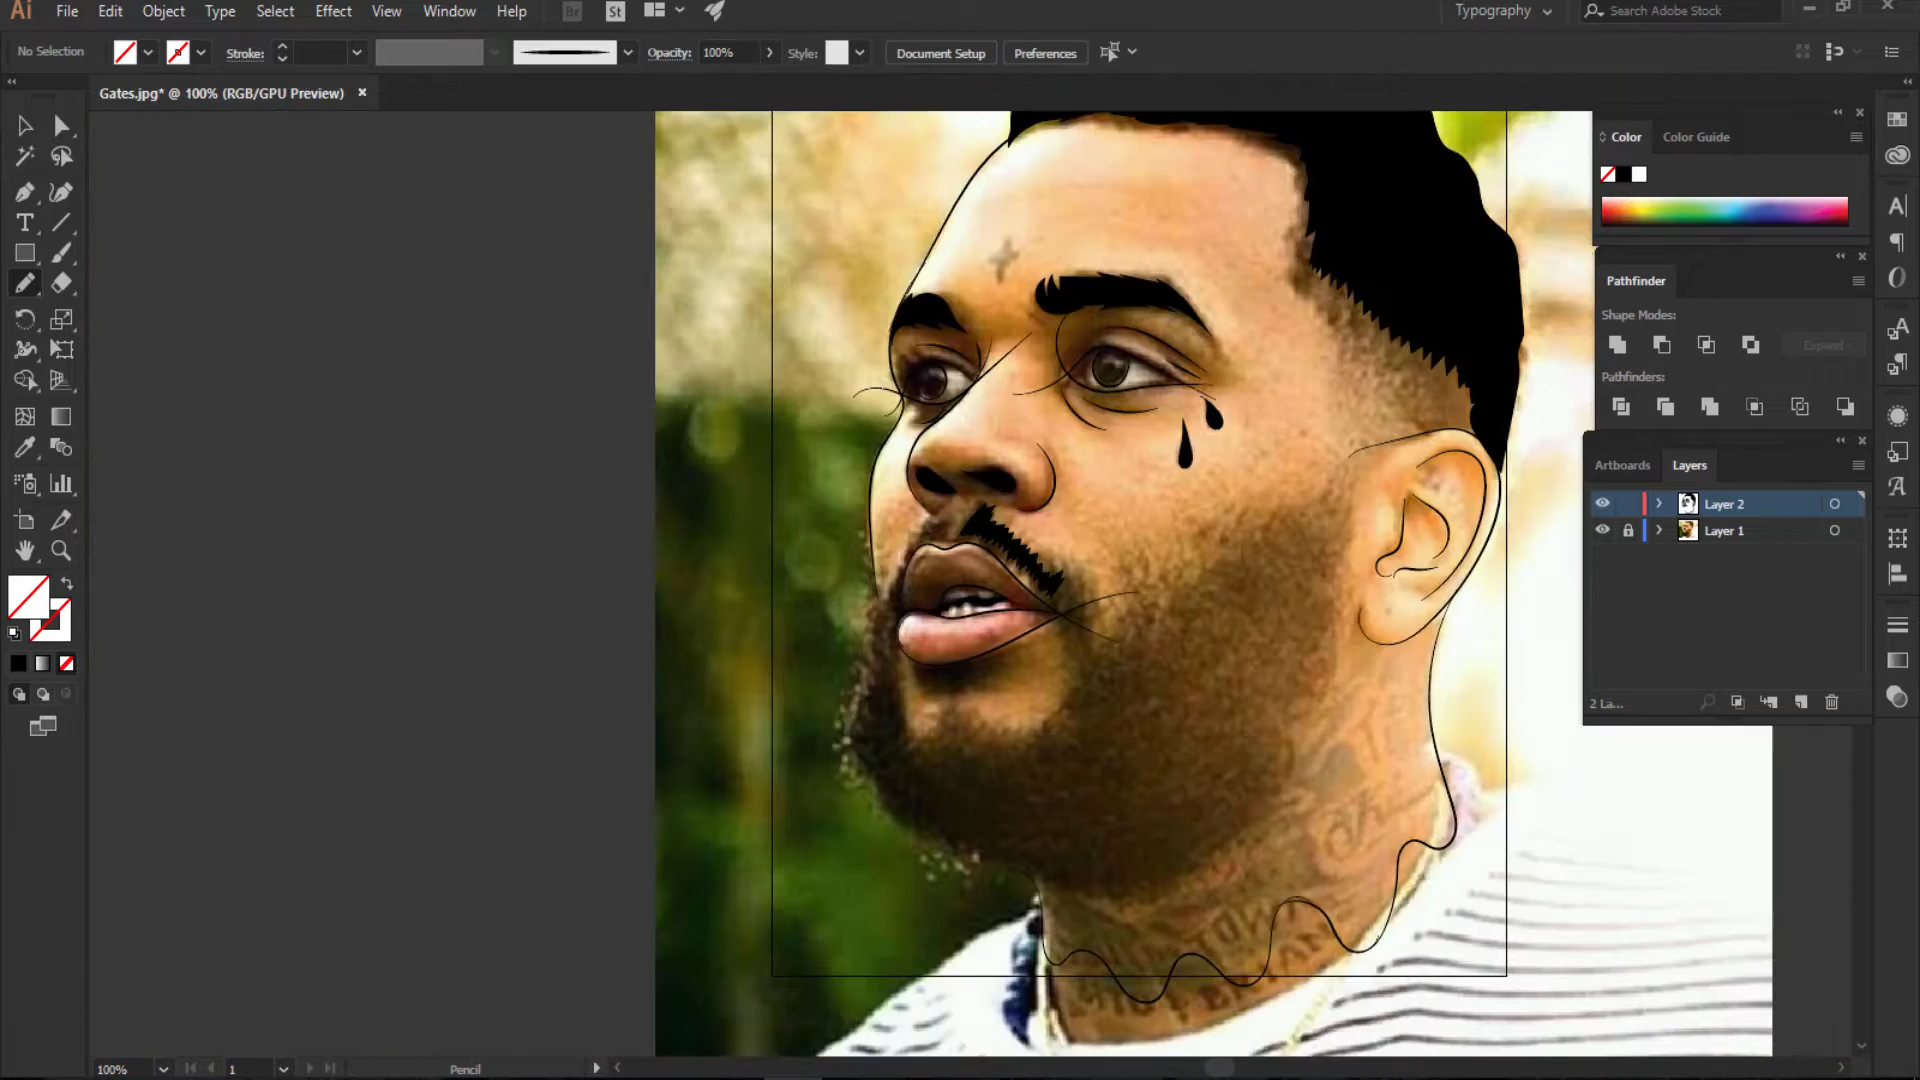 Ai File Edit Object Type Select Effect View Window Help Br St Typography Search Adobe Stock
No Selection Stroke: Opacity: 100% Style: Document Setup Preferences
Gates.jpg* @ 100% (RGB/GPU Preview)
Color Color Guide
Pathfinder
Shape Modes:
Expand
Pathfinders:
Artboards Layers
Layer 2
Layer 1
2 La...
100% 1 Pencil